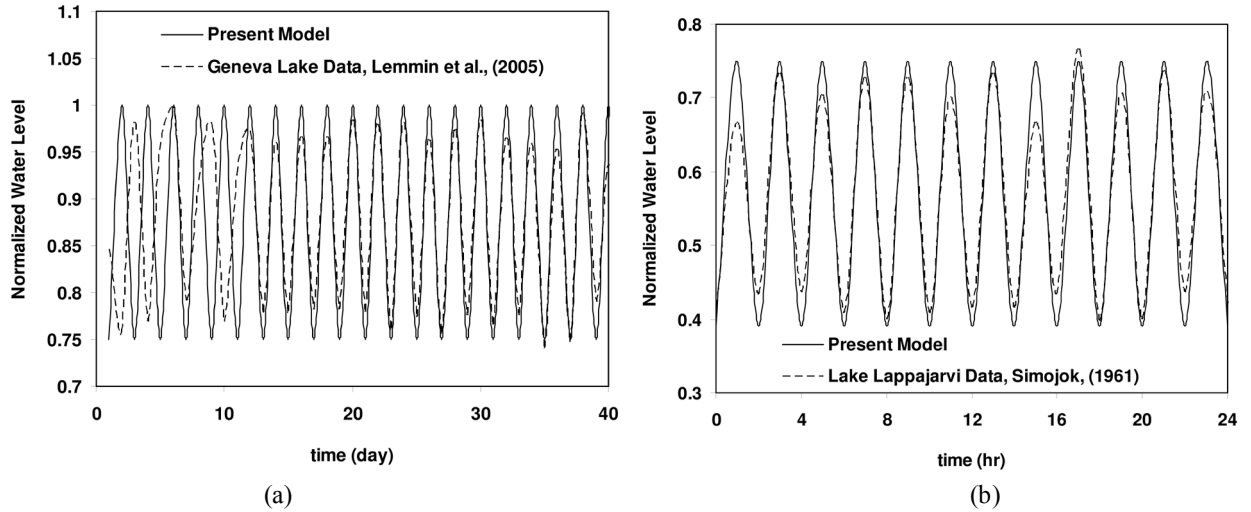 1.1
1.05
1
0.95
0.9
0.85
0.8
0.75
0.7
Normalized Water Level
Present Model
Geneva Lake Data, Lemmin et al., (2005)
0 10 20 30 40
time (day)
(a)
0.8
0.7
0.6
0.5
0.4
0.3
Normalized Water Level
Present Model
Lake Lappajarvi Data, Simojok, (1961)
0 4 8 12 16 20 24
time (hr)
(b)